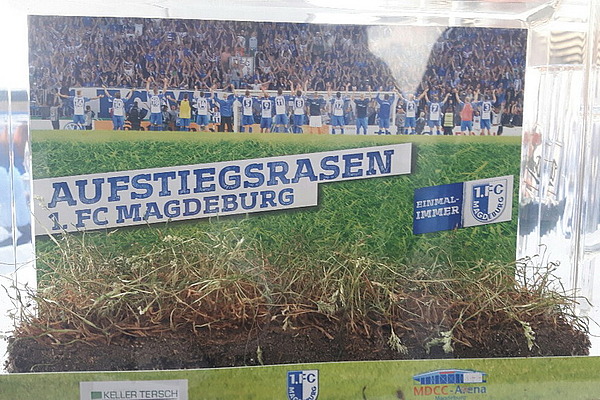 AUFSTIEGSRASEN
1. FC MAGDEBURG
EINMAL-
IMMER
1. FC
MAGDEBURG
KELLER TERSCH
1. FC
MDCC-Arena